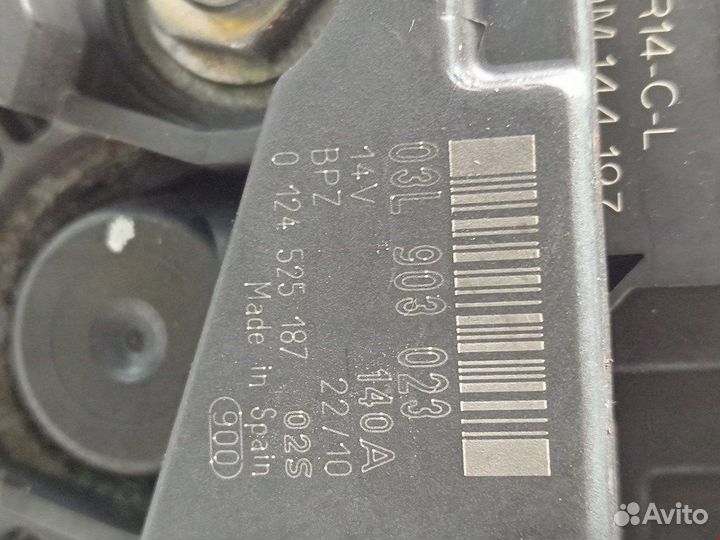 03L 903 023
14V 140A
BPZ 22/10
0 124 525 187 02S
Made in Spain
900
R14-C-L
Avito